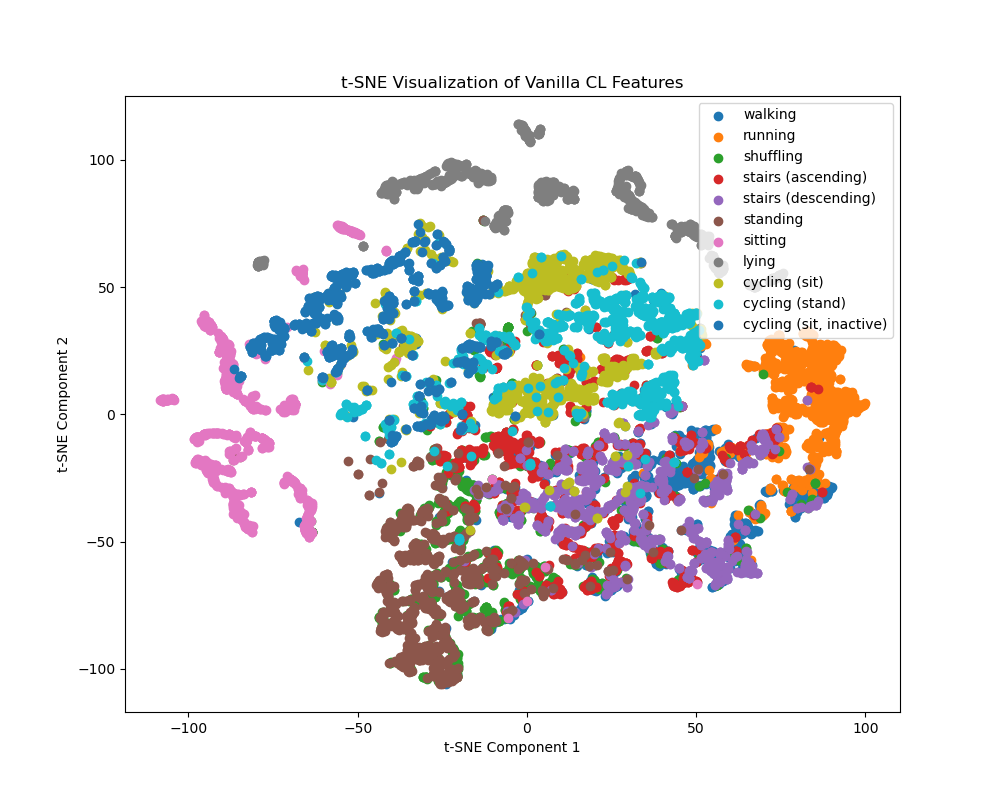 t-SNE Visualization of Vanilla CL Features
walking
running
shuffling
stairs (ascending)
stairs (descending)
standing
sitting
lying
cycling (sit)
cycling (stand)
cycling (sit, inactive)
100
50
0
−50
−100
t-SNE Component 2
−100
−50
0
50
100
t-SNE Component 1